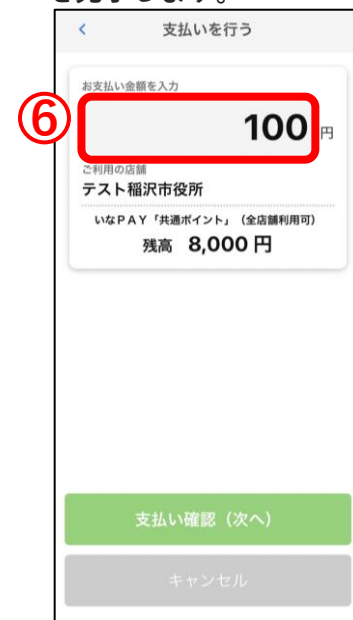 支払いを行う
お支払い金額を入力
⑥
100 円
ご利用の店舗
テスト稲沢市役所
いなPAY「共通ポイント」（全店舗利用可）
残高 8,000 円
支払い確認（次へ）
キャンセル